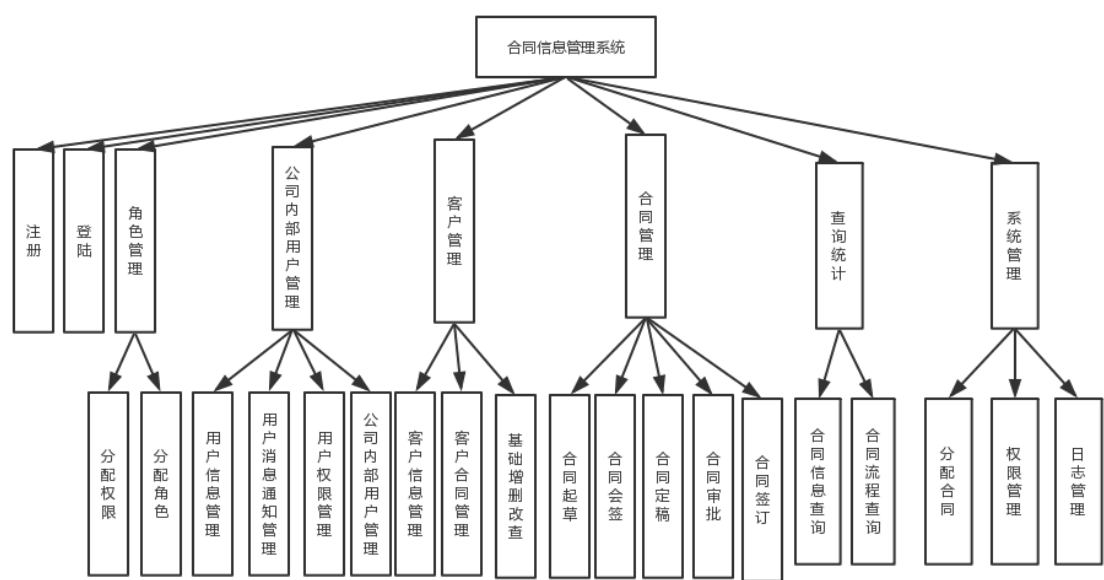 合同信息管理系统
注册
登陆
角色管理
公司内部用户管理
客户管理
合同管理
查询统计
系统管理
分配权限
分配角色
用户信息管理
用户消息通知管理
用户权限管理
公司内部用户管理
客户信息管理
客户合同管理
基础增删改查
合同起草
合同会签
合同定稿
合同审批
合同签订
合同信息查询
合同流程查询
分配合同
权限管理
日志管理